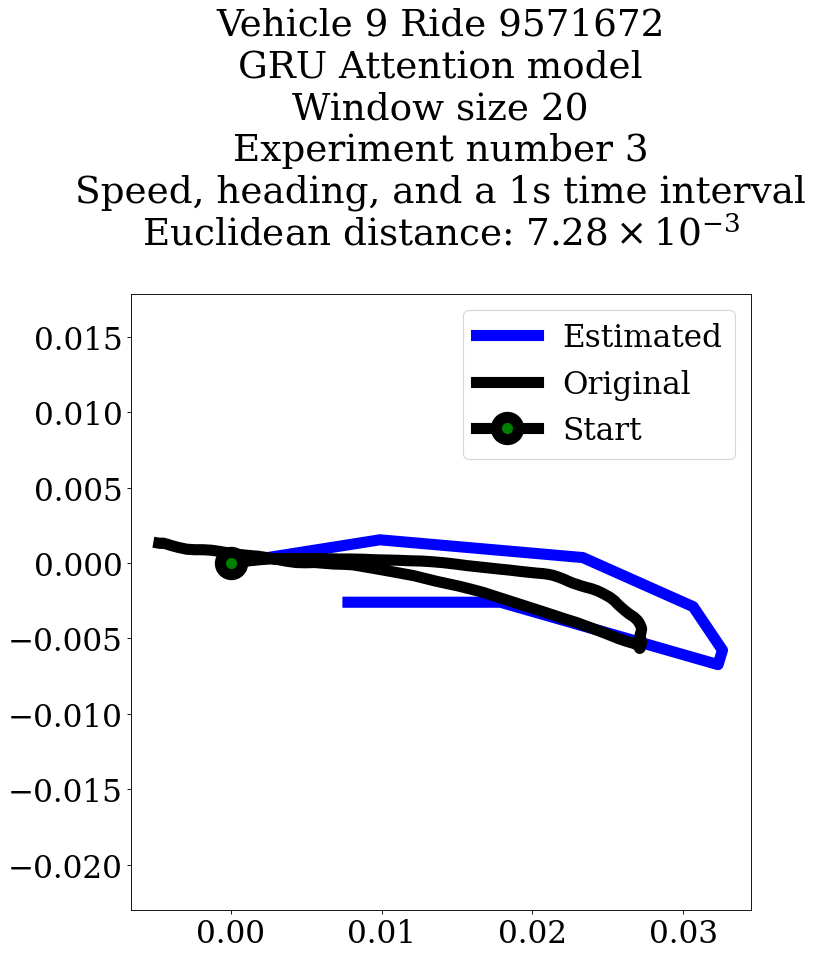 Vehicle 9 Ride 9571672
GRU Attention model
Window size 20
Experiment number 3
Speed, heading, and a 1s time interval
Euclidean distance: 7.28 × 10⁻³
Estimated
Original
Start
0.015
0.010
0.005
0.000
−0.005
−0.010
−0.015
−0.020
0.00 0.01 0.02 0.03